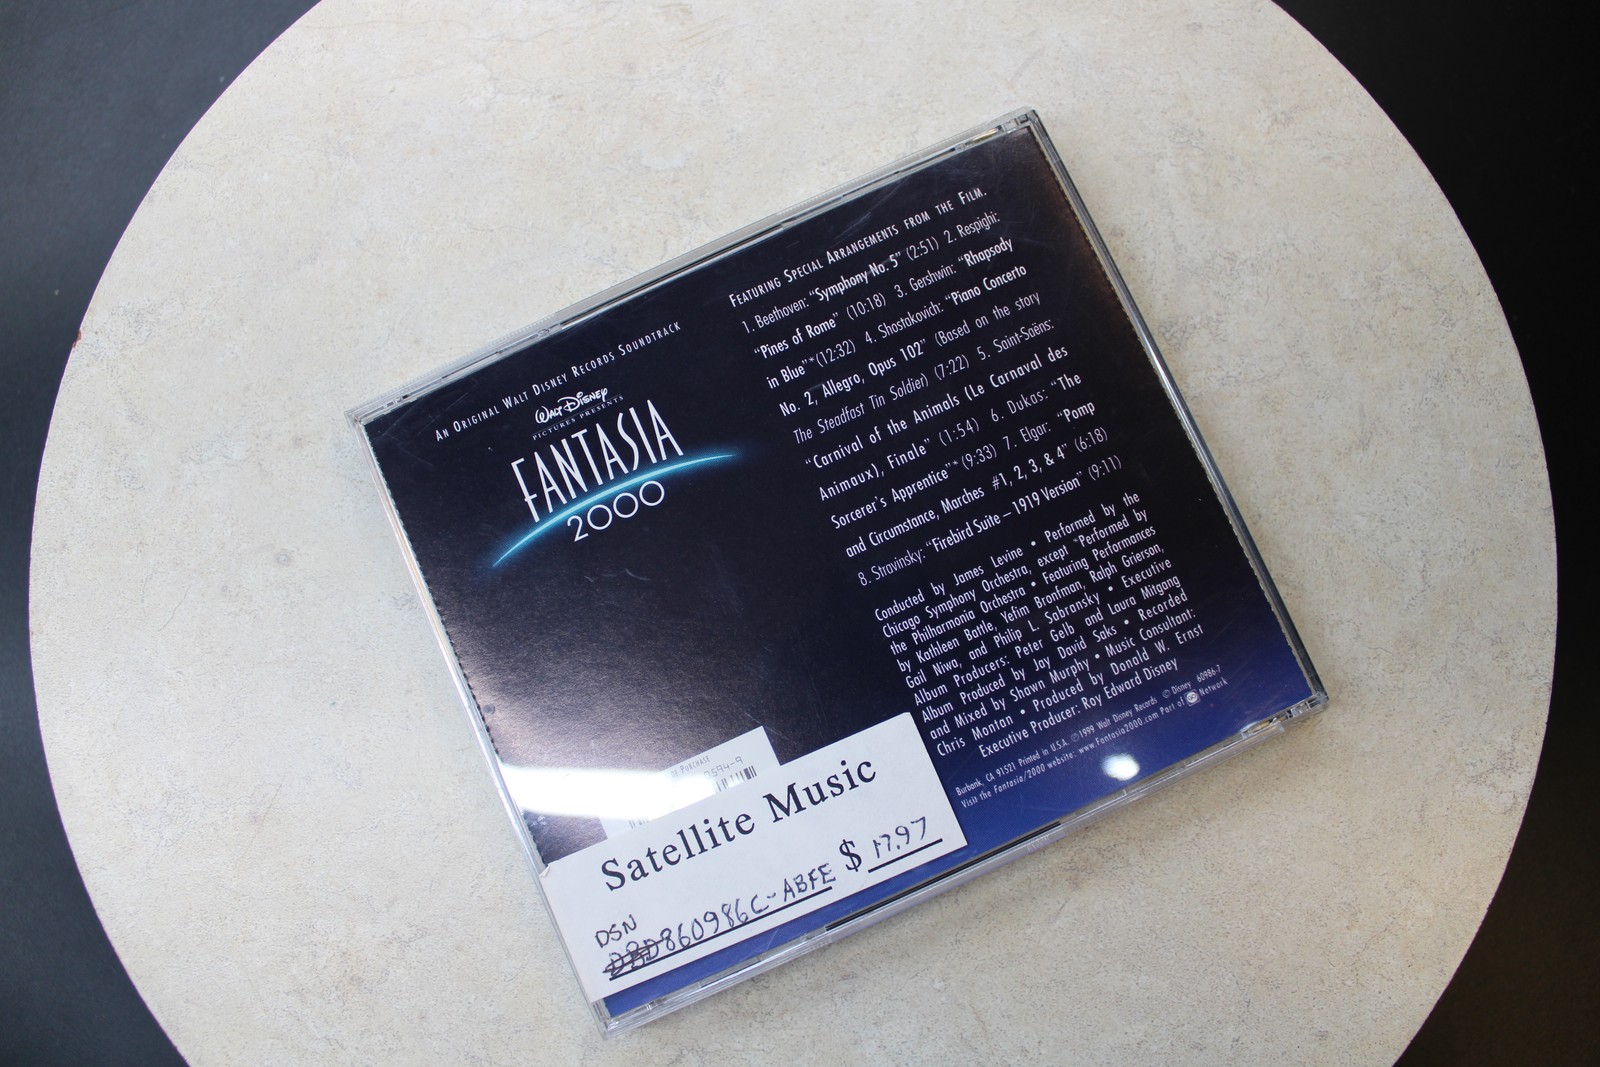 An Original Walt Disney Records Soundtrack
Walt Disney
PICTURES PRESENTS
FANTASIA
2000
Featuring Special Arrangements from the Film.
1. Beethoven: "Symphony No. 5" (2:51) 2. Respighi:
"Pines of Rome" (10:18) 3. Gershwin: "Rhapsody
in Blue"* (12:32) 4. Shostakovich: "Piano Concerto
No. 2, Allegro, Opus 102" (Based on the story
The Steadfast Tin Soldier) (7:22) 5. Saint-Saëns:
"Carnival of the Animals (Le Carnaval des
Animaux), Finale" (1:54) 6. Dukas: "The
Sorcerer's Apprentice"* (9:33) 7. Elgar: "Pomp
and Circumstance, Marches #1, 2, 3, & 4" (6:18)
8. Stravinsky: "Firebird Suite – 1919 Version" (9:11)
Conducted by James Levine • Performed by the
Chicago Symphony Orchestra, except *Performed by
the Philharmonia Orchestra • Featuring Performances
by Kathleen Battle, Yefim Bronfman, Ralph Grierson,
Gail Niwa, and Philip L. Sabransky • Executive
Album Producers: Peter Gelb and Laura Mitgang
Album Produced by Jay David Saks • Recorded
and Mixed by Shawn Murphy • Music Consultant:
Chris Montan • Produced by Donald W. Ernst
Executive Producer: Roy Edward Disney
Burbank, CA 91521 Printed in U.S.A. ℗1999 Walt Disney Records © Disney 60986-7
Visit the Fantasia/2000 website: www.Fantasia2000.com Part of GO Network
Purchase
0594-9
Satellite Music
DSN
860986C-ABFE $ 17.97